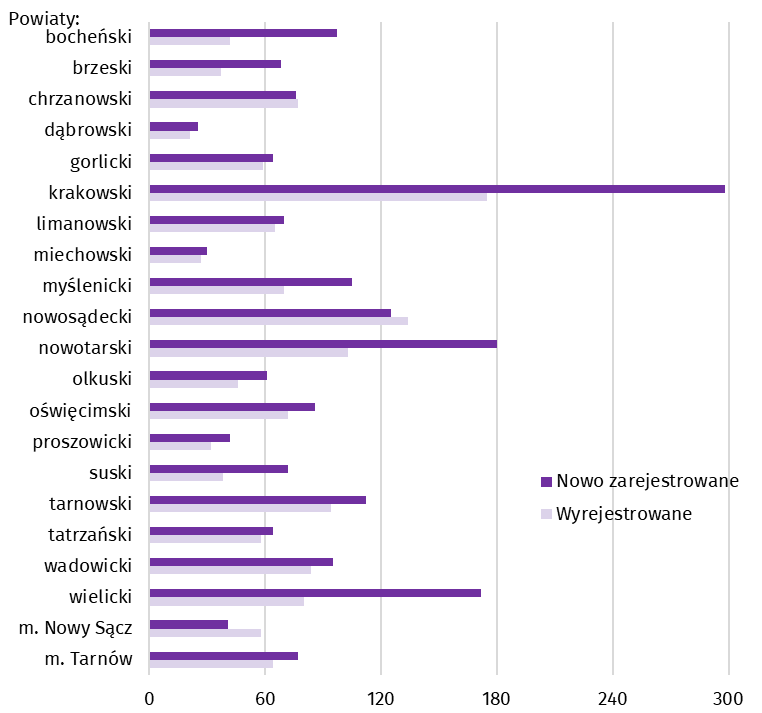 Powiaty:
bocheński
brzeski
chrzanowski
dąbrowski
gorlicki
krakowski
limanowski
miechowski
myślenicki
nowosądecki
nowotarski
olkuski
oświęcimski
proszowicki
suski
tarnowski
tatrzański
wadowicki
wielicki
m. Nowy Sącz
m. Tarnów
Nowo zarejestrowane
Wyrejestrowane
0 60 120 180 240 300